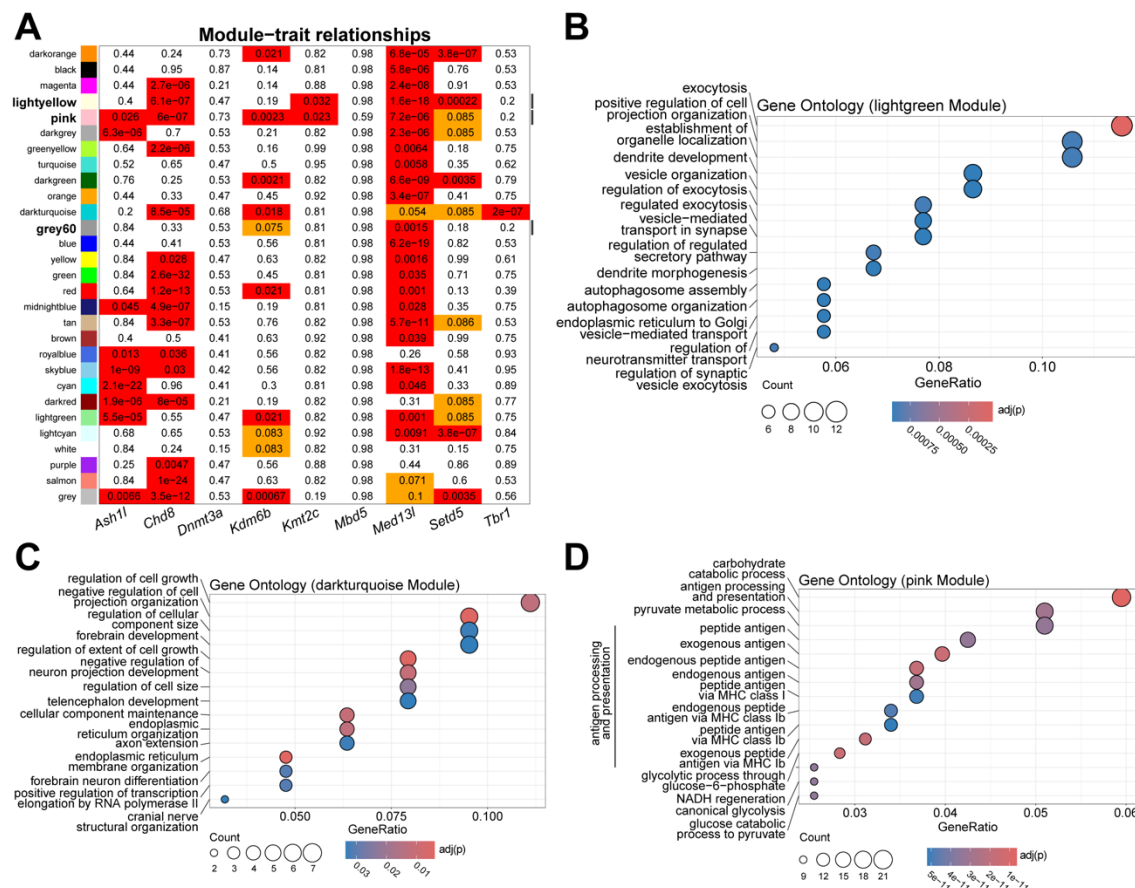 A
Module−trait relationships
darkorange 0.44 0.24 0.73 0.021 0.82 0.98 6.8e−05 3.8e−07 0.53
black 0.44 0.95 0.87 0.14 0.81 0.98 5.8e−06 0.76 0.53
magenta 0.44 2.7e−06 0.21 0.14 0.88 0.98 2.4e−08 0.91 0.53
lightyellow 0.4 6.1e−07 0.47 0.19 0.032 0.98 1.6e−18 0.00022 0.2
pink 0.026 6e−07 0.73 0.0023 0.023 0.59 7.2e−06 0.085 0.2
darkgrey 6.3e−06 0.7 0.53 0.21 0.82 0.98 2.3e−06 0.085 0.53
greenyellow 0.64 2.2e−06 0.53 0.16 0.99 0.98 0.0064 0.18 0.75
turquoise 0.52 0.65 0.47 0.5 0.95 0.98 0.0058 0.35 0.62
darkgreen 0.76 0.25 0.53 0.0021 0.82 0.98 6.6e−09 0.0035 0.79
orange 0.44 0.33 0.47 0.45 0.82 0.98 3.4e−07 0.41 0.75
darkturquoise 0.2 8.5e−05 0.68 0.018 0.81 0.98 0.054 0.085 2e−07
grey60 0.84 0.33 0.53 0.075 0.82 0.98 0.0015 0.18 0.2
blue 0.44 0.41 0.53 0.56 0.81 0.98 6.2e−19 0.82 0.53
yellow 0.84 0.028 0.47 0.63 0.82 0.98 0.0016 0.99 0.61
green 0.84 2.6e−32 0.53 0.45 0.81 0.98 0.035 0.71 0.75
red 0.64 1.2e−13 0.53 0.021 0.82 0.98 0.001 0.13 0.39
midnightblue 0.045 4.9e−07 0.15 0.19 0.81 0.98 0.028 0.35 0.75
tan 0.84 3.3e−07 0.53 0.76 0.82 0.98 5.7e−11 0.086 0.53
brown 0.4 0.5 0.41 0.63 0.92 0.98 0.039 0.99 0.75
royalblue 0.013 0.036 0.41 0.56 0.82 0.98 0.26 0.58 0.93
skyblue 1e−09 0.03 0.42 0.56 0.82 0.98 1.8e−13 0.41 0.95
cyan 2.1e−22 0.96 0.41 0.3 0.81 0.98 0.046 0.33 0.89
darkred 1.9e−06 8e−05 0.21 0.19 0.82 0.98 0.31 0.085 0.77
lightgreen 5.5e−05 0.55 0.47 0.021 0.82 0.98 0.001 0.085 0.75
lightcyan 0.68 0.65 0.53 0.083 0.92 0.98 0.0091 3.8e−07 0.84
white 0.84 0.24 0.15 0.083 0.92 0.98 0.31 0.15 0.75
purple 0.25 0.0047 0.47 0.56 0.88 0.98 0.44 0.86 0.89
salmon 0.84 1e−24 0.47 0.63 0.82 0.98 0.071 0.6 0.53
grey 0.0066 3.5e−12 0.53 0.00067 0.19 0.98 0.1 0.0035 0.56
Ash1l Chd8 Dnmt3a Kdm6b Kmt2c Mbd5 Med13l Setd5 Tbr1
B
Gene Ontology (lightgreen Module)
exocytosis
positive regulation of cell
projection organization
establishment of
organelle localization
dendrite development
vesicle organization
regulation of exocytosis
regulated exocytosis
vesicle−mediated
transport in synapse
regulation of regulated
secretory pathway
dendrite morphogenesis
autophagosome assembly
autophagosome organization
endoplasmic reticulum to Golgi
vesicle−mediated transport
regulation of
neurotransmitter transport
regulation of synaptic
vesicle exocytosis
0.06 0.08 0.10
GeneRatio
Count
6 8 10 12
adj(p)
0.00075 0.00050 0.00025
C
Gene Ontology (darkturquoise Module)
regulation of cell growth
negative regulation of cell
projection organization
regulation of cellular
component size
forebrain development
regulation of extent of cell growth
negative regulation of
neuron projection development
regulation of cell size
telencephalon development
cellular component maintenance
endoplasmic
reticulum organization
axon extension
endoplasmic reticulum
membrane organization
forebrain neuron differentiation
positive regulation of transcription
elongation by RNA polymerase II
cranial nerve
structural organization
0.050 0.075 0.100
GeneRatio
Count
2 3 4 5 6 7
adj(p)
0.03 0.02 0.01
D
Gene Ontology (pink Module)
carbohydrate
catabolic process
antigen processing
and presentation
pyruvate metabolic process
antigen processing
and presentation
peptide antigen
exogenous antigen
endogenous peptide antigen
endogenous antigen
peptide antigen
via MHC class I
endogenous peptide
antigen via MHC class Ib
peptide antigen
via MHC class Ib
exogenous peptide
antigen via MHC Ib
glycolytic process through
glucose−6−phosphate
NADH regeneration
canonical glycolysis
glucose catabolic
process to pyruvate
0.03 0.04 0.05 0.06
GeneRatio
Count
9 12 15 18 21
adj(p)
5e−11 4e−11 3e−11 2e−11 1e−11